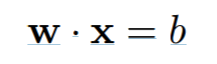 w · x = b